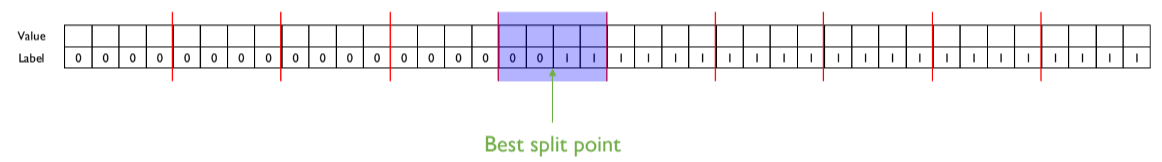 Value
Label 0 0 0 0 0 0 0 0 0 0 0 0 0 0 0 0 0 0 1 1 1 1 1 1 1 1 1 1 1 1 1 1 1 1 1 1 1 1 1 1
Best split point